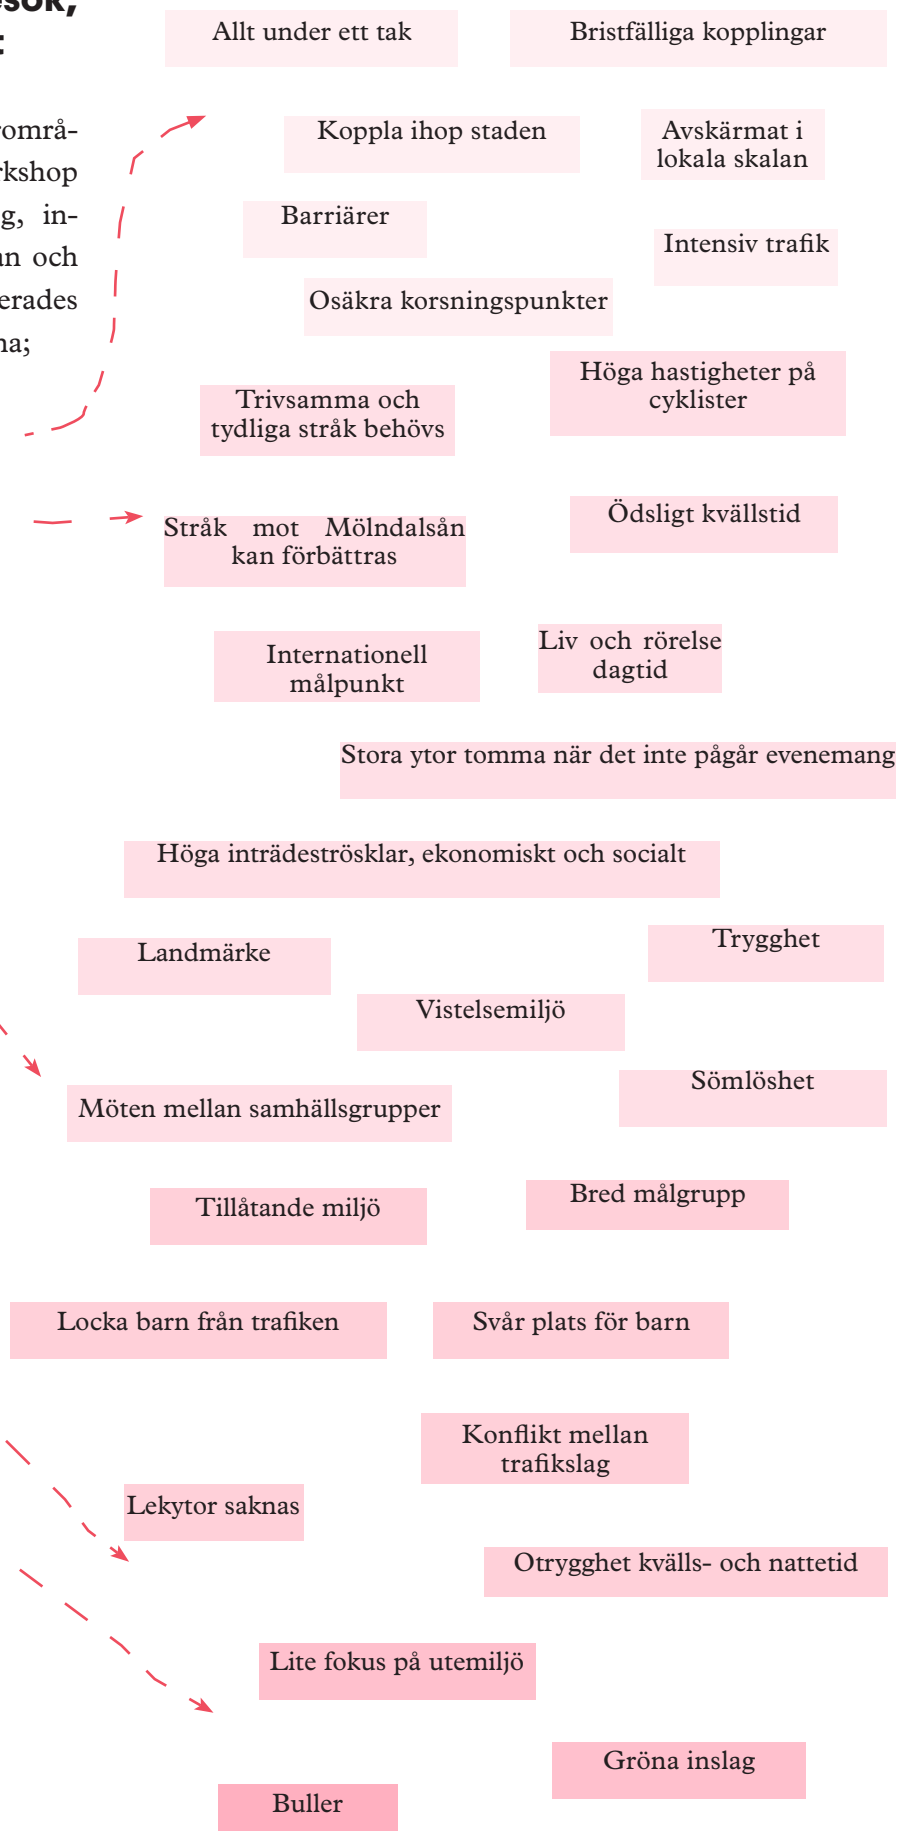 Allt under ett tak
Bristfälliga kopplingar
Koppla ihop staden
Avskärmat i
lokala skalan
Barriärer
Intensiv trafik
Osäkra korsningspunkter
Höga hastigheter på
cyklister
Trivsamma och
tydliga stråk behövs
Ödsligt kvällstid
Stråk mot Mölndalsån
kan förbättras
Liv och rörelse
dagtid
Internationell
målpunkt
Stora ytor tomma när det inte pågår evenemang
Höga inträdeströsklar, ekonomiskt och socialt
Landmärke
Trygghet
Vistelsemiljö
Sömlöshet
Möten mellan samhällsgrupper
Tillåtande miljö
Bred målgrupp
Locka barn från trafiken
Svår plats för barn
Konflikt mellan
trafikslag
Lekytor saknas
Otrygghet kvälls- och nattetid
Lite fokus på utemiljö
Gröna inslag
Buller
och